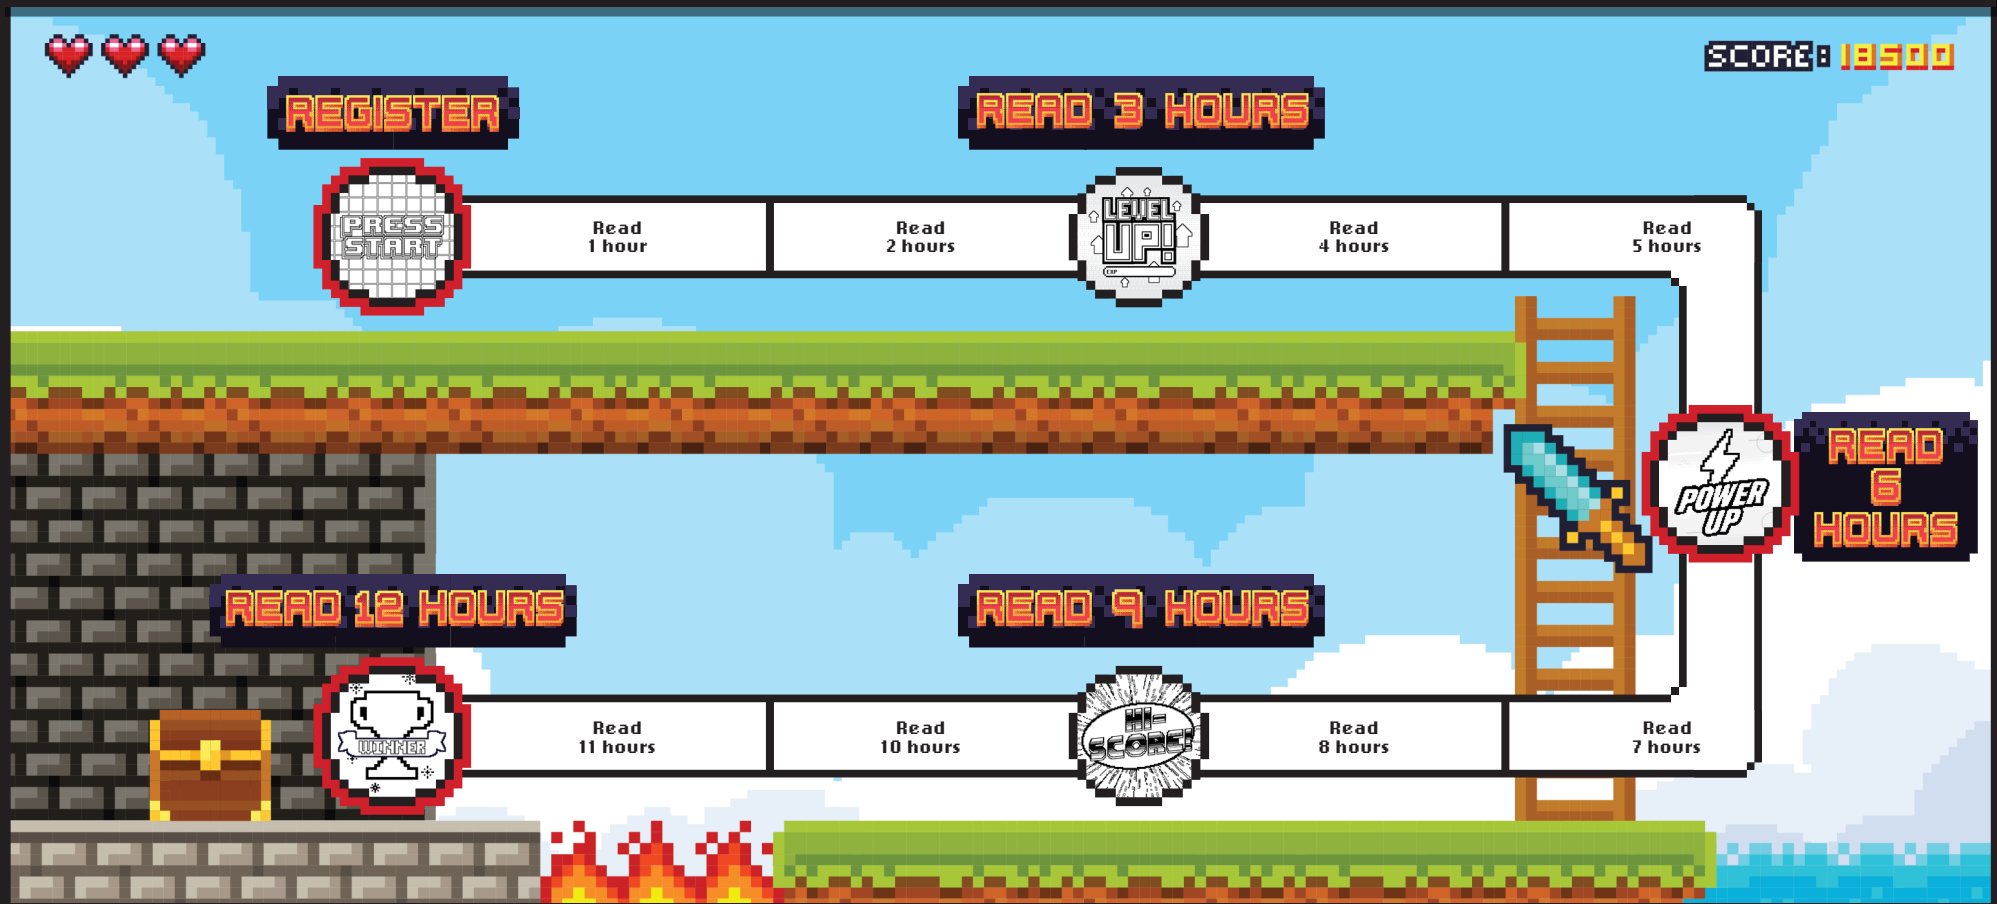 SCORE: 18500
REGISTER
READ 3 HOURS
PRESS
START
Read
1 hour
Read
2 hours
LEVEL
UP!
EXP
Read
4 hours
Read
5 hours
POWER
UP
READ
6
HOURS
READ 12 HOURS
READ 9 HOURS
WINNER
Read
11 hours
Read
10 hours
HI-
SCORE!
Read
8 hours
Read
7 hours